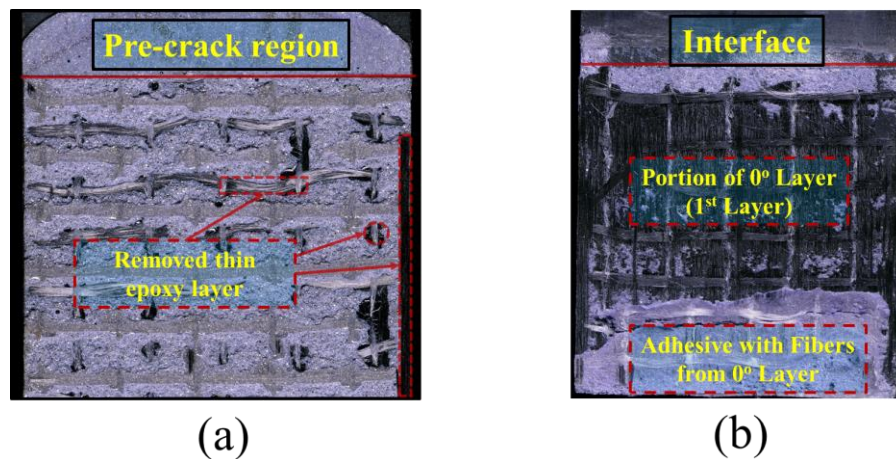 Pre-crack region
Removed thin
epoxy layer
(a)
Interface
Portion of 0° Layer
(1st Layer)
Adhesive with Fibers
from 0° Layer
(b)